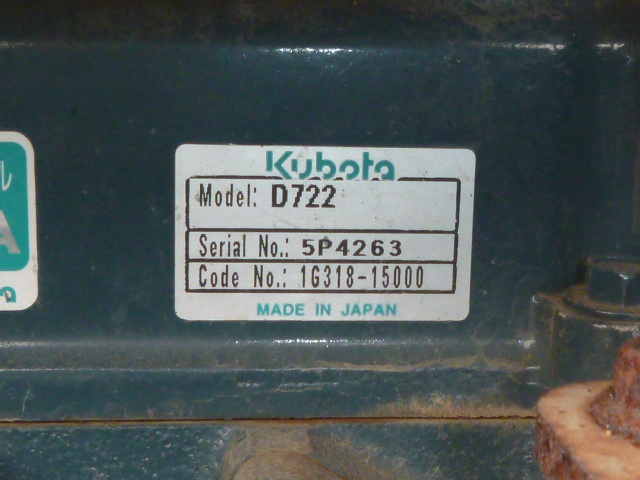 Kubota
Model: D722
Serial No.: 5P4263
Code No.: 1G318-15000
MADE IN JAPAN